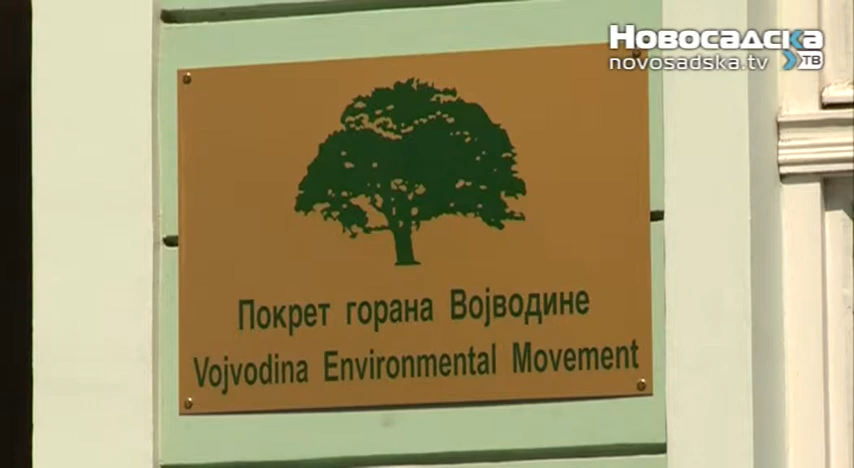 Новосадска
novosadska.tv ТВ
Покрет горана Војводине
Vojvodina Environmental Movement